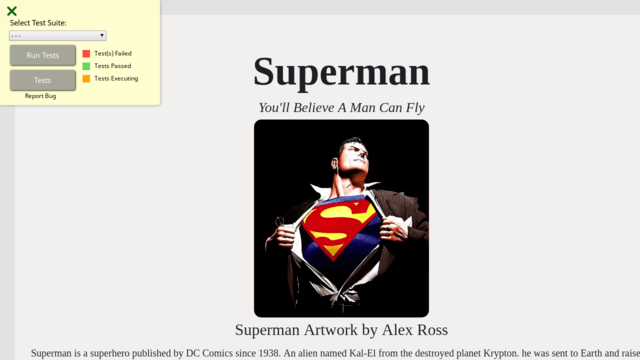 Select Test Suite:
- - -
Run Tests
Tests
Test(s) Failed
Tests Passed
Tests Executing
Report Bug
Superman
You'll Believe A Man Can Fly
S
Superman Artwork by Alex Ross
Superman is a superhero published by DC Comics since 1938. An alien named Kal-El from the destroyed planet Krypton, he was sent to Earth and raise